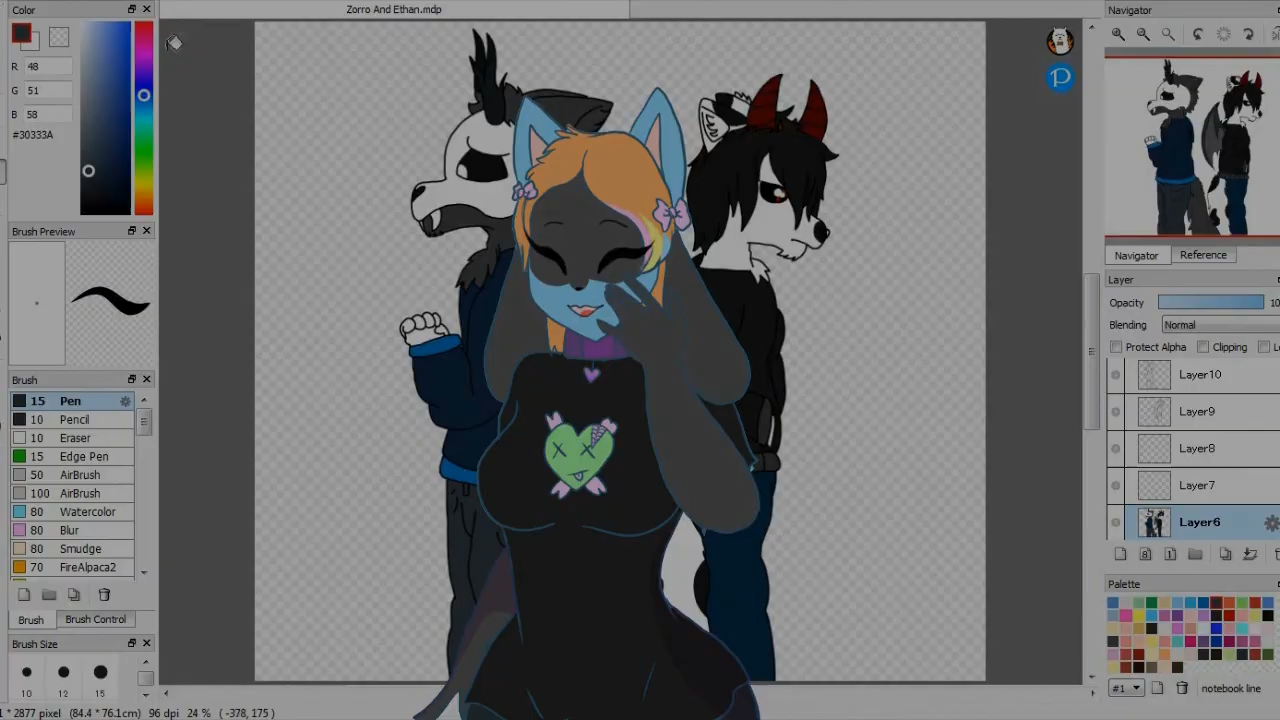 Color
Zorro And Ethan.mdp
Navigator
R 48
G 51
B 58
#30333A
P
Brush Preview
Navigator
Reference
Layer
Opacity 10
Blending Normal
Protect Alpha
Clipping
Layer10
Layer9
Layer8
Layer7
Layer6
Brush
15 Pen
10 Pencil
10 Eraser
15 Edge Pen
50 AirBrush
100 AirBrush
80 Watercolor
80 Blur
80 Smudge
70 FireAlpaca2
Brush
Brush Control
Brush Size
10 12 15
Palette
#1
notebook line
* 2877 pixel (84.4 * 76.1cm) 96 dpi 24 % (-378, 175)